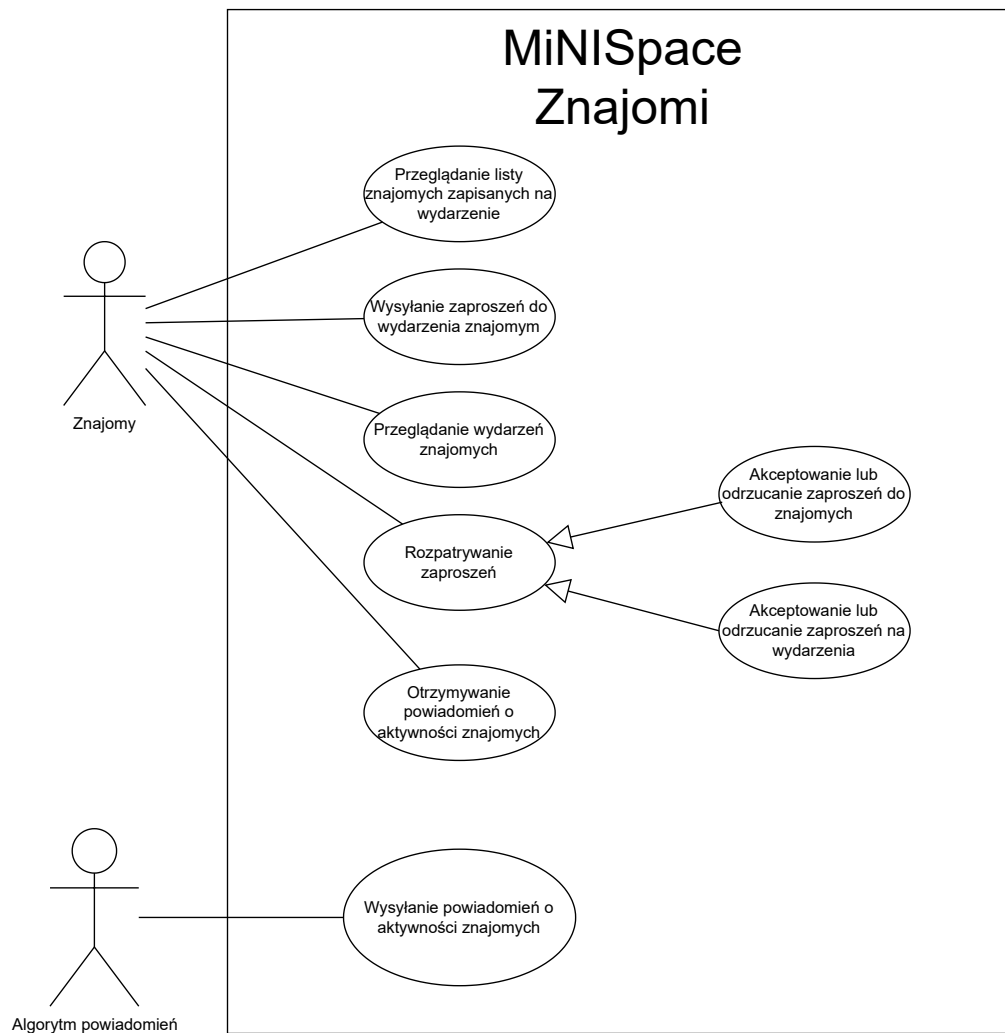 MiNISpace
Znajomi
Przeglądanie listy
znajomych zapisanych na
wydarzenie
Wysyłanie zaproszeń do
wydarzenia znajomym
Znajomy
Przeglądanie wydarzeń
znajomych
Akceptowanie lub
odrzucanie zaproszeń do
znajomych
Rozpatrywanie
zaproszeń
Akceptowanie lub
odrzucanie zaproszeń na
wydarzenia
Otrzymywanie
powiadomień o
aktywności znajomych
Wysyłanie powiadomień o
aktywności znajomych
Algorytm powiadomień